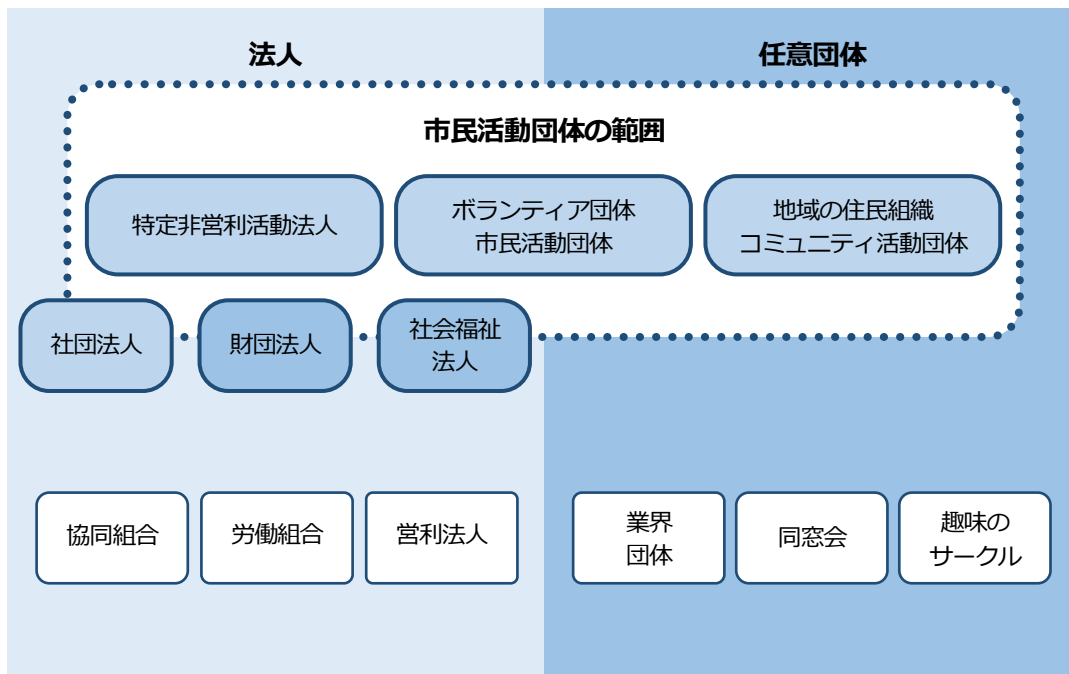 法人
任意団体
市民活動団体の範囲
特定非営利活動法人
ボランティア団体
市民活動団体
地域の住民組織
コミュニティ活動団体
社団法人
財団法人
社会福祉
法人
協同組合
労働組合
営利法人
業界
団体
同窓会
趣味の
サークル